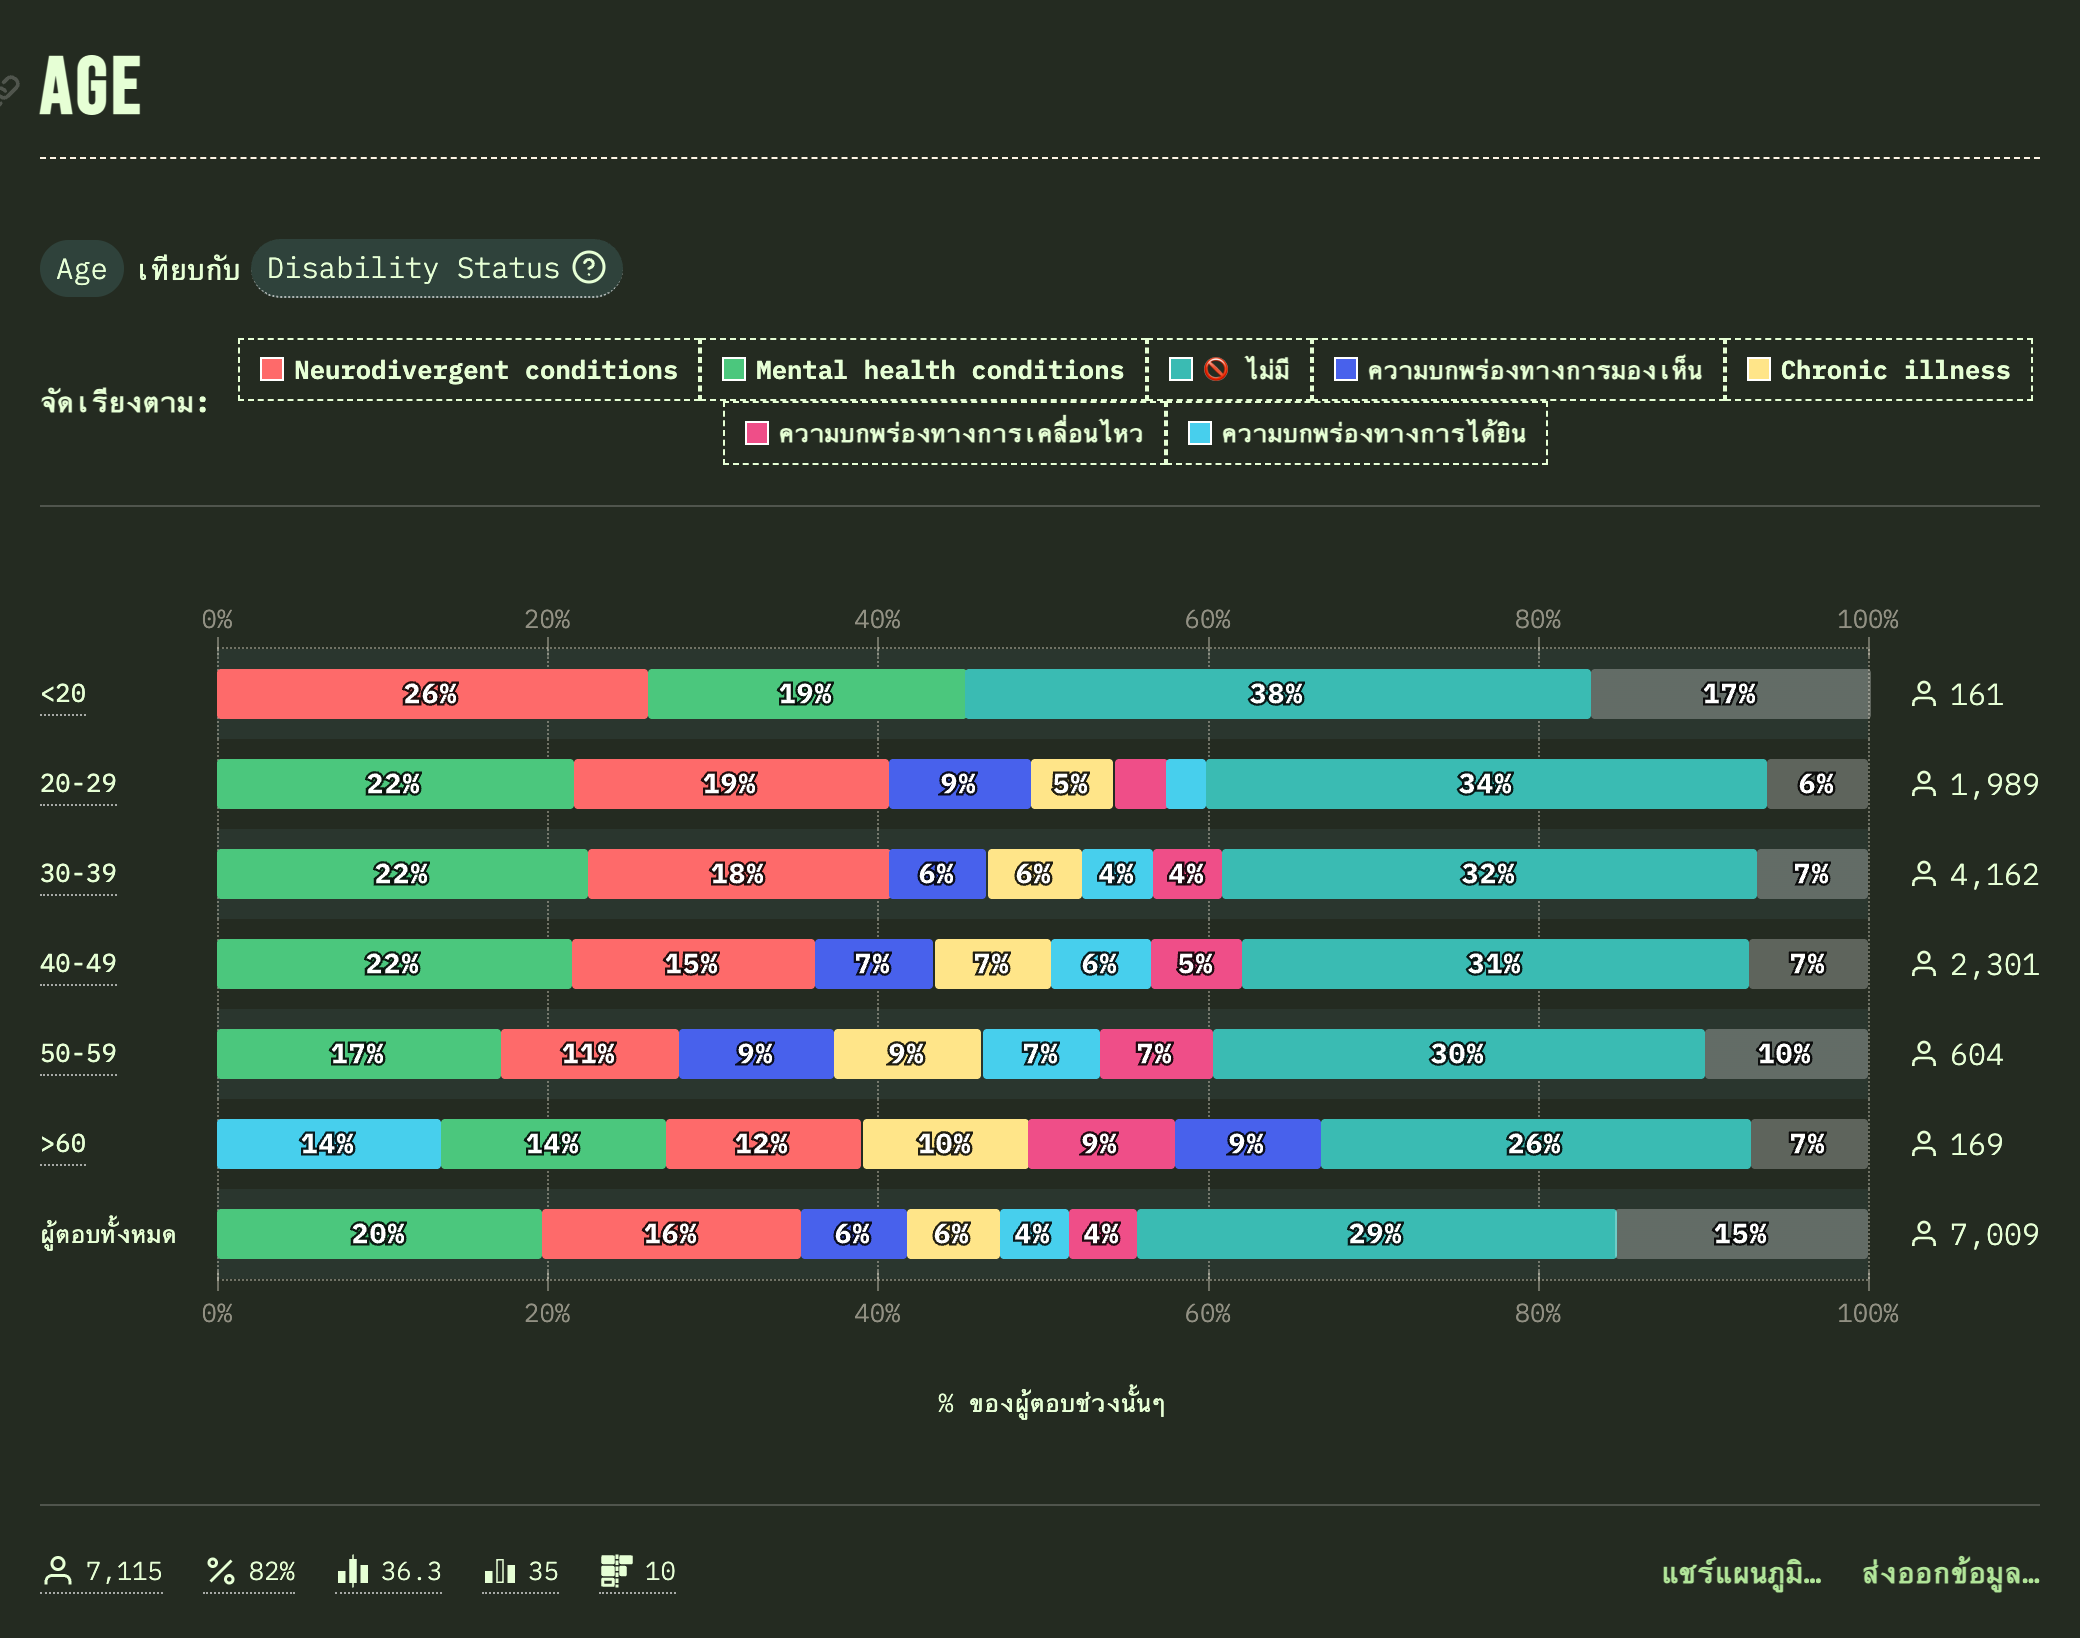 AGE
Age เทียบกับ Disability Status ?
จัดเรียงตาม:
Neurodivergent conditions
Mental health conditions
🚫 ไม่มี
ความบกพร่องทางการมองเห็น
Chronic illness
ความบกพร่องทางการเคลื่อนไหว
ความบกพร่องทางการได้ยิน
0% 20% 40% 60% 80% 100%
<20 26% 19% 38% 17% 161
20-29 22% 19% 9% 5% 34% 6% 1,989
30-39 22% 18% 6% 6% 4% 4% 32% 7% 4,162
40-49 22% 15% 7% 7% 6% 5% 31% 7% 2,301
50-59 17% 11% 9% 9% 7% 7% 30% 10% 604
>60 14% 14% 12% 10% 9% 9% 26% 7% 169
ผู้ตอบทั้งหมด 20% 16% 6% 6% 4% 4% 29% 15% 7,009
0% 20% 40% 60% 80% 100%
% ของผู้ตอบช่วงนั้นๆ
7,115 82% 36.3 35 10 แชร์แผนภูมิ… ส่งออกข้อมูล…